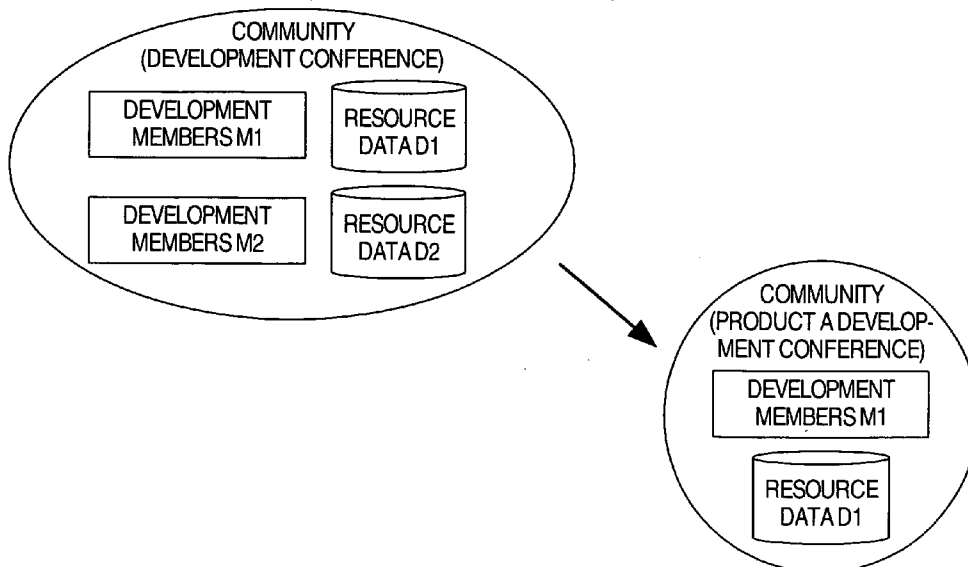 COMMUNITY
(DEVELOPMENT CONFERENCE)
DEVELOPMENT
MEMBERS M1
RESOURCE
DATA D1
DEVELOPMENT
MEMBERS M2
RESOURCE
DATA D2
COMMUNITY
(PRODUCT A DEVELOP-
MENT CONFERENCE)
DEVELOPMENT
MEMBERS M1
RESOURCE
DATA D1